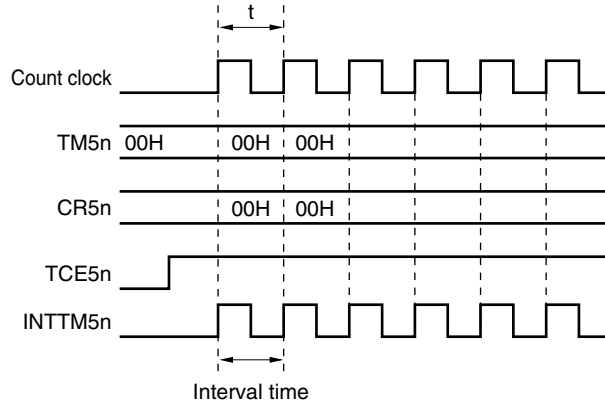 t
Count clock
TM5n 00H 00H 00H
CR5n 00H 00H
TCE5n
INTTM5n
Interval time